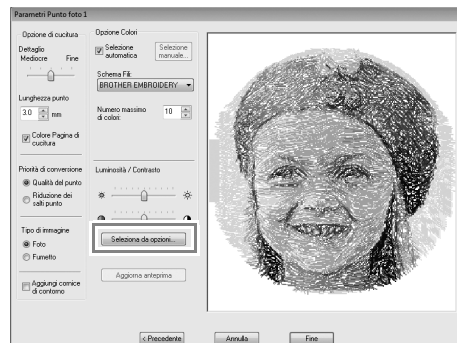 Parametri Punto foto 1
Opzione di cucitura
Dettaglio
Mediocre Fine
Lunghezza punto
3.0 mm
Colore Pagina di
cucitura
Priorità di conversione
Qualità del punto
Riduzione dei
salti punto
Tipo di immagine
Foto
Fumetto
Aggiungi cornice
di contorno
Opzione Colori
Selezione
automatica
Selezione
manuale...
Schema Fili:
BROTHER EMBROIDERY
Numero massimo
di colori:
10
Luminosità / Contrasto
Seleziona da opzioni...
Aggiorna anteprima
< Precedente
Annulla
Fine